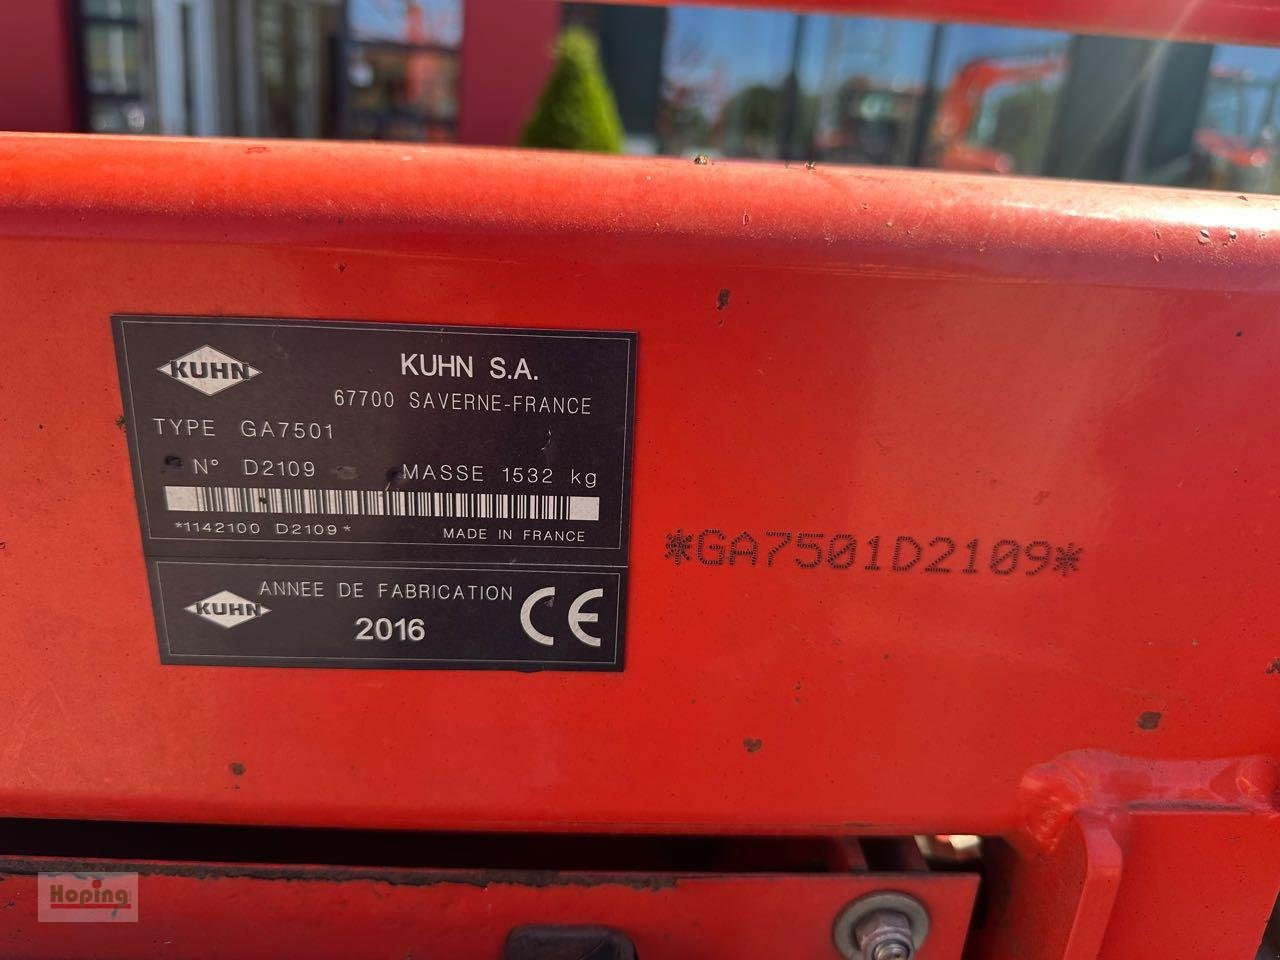 KUHN
KUHN S.A.
67700 SAVERNE-FRANCE
TYPE GA7501
N° D2109 MASSE 1532 kg
*1142100 D2109*
MADE IN FRANCE
KUHN
ANNEE DE FABRICATION
2016
CE
*GA7501D2109*
Hoping